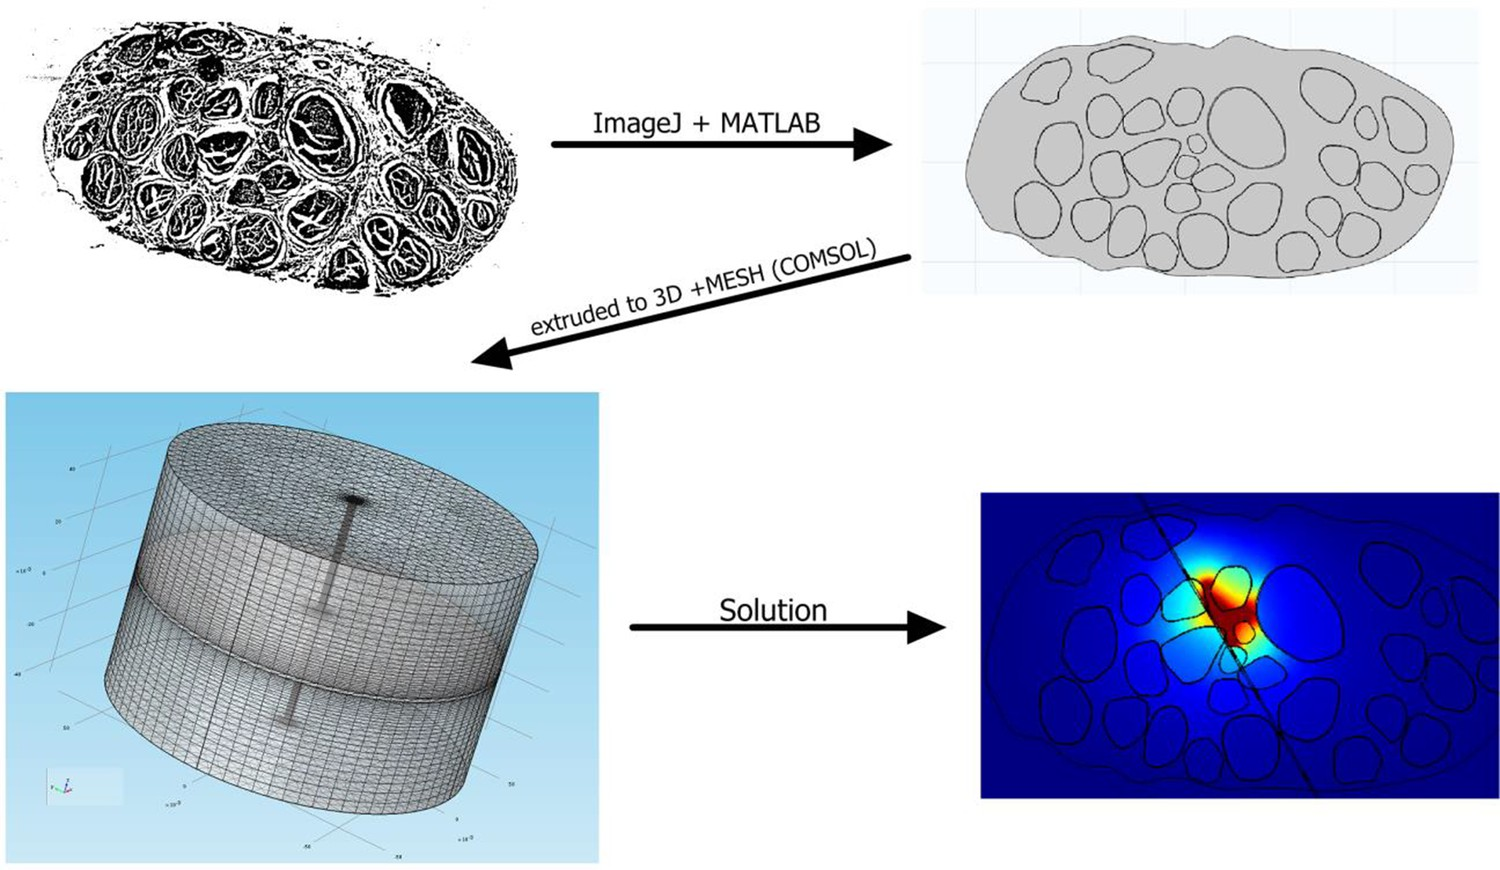 ImageJ + MATLAB
extruded to 3D +MESH (COMSOL)
Solution